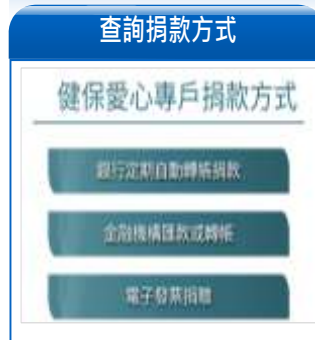 查詢捐款方式
健保愛心專戶捐款方式
銀行定期自動轉帳捐款
金融機構匯款或轉帳
電子發票捐贈